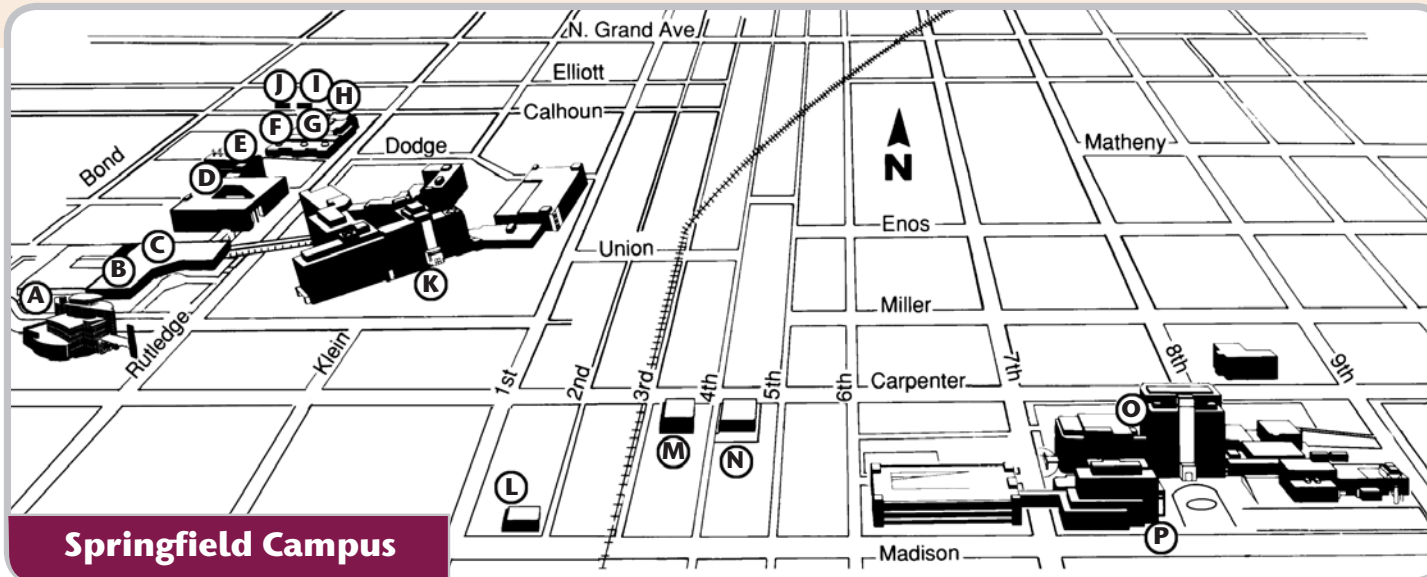 N. Grand Ave.
Elliott
Calhoun
J
I
H
F
G
E
D
Dodge
Bond
Matheny
N
Enos
Union
C
B
A
K
Miller
Rutledge
Klein
1st
2nd
3rd
4th
5th
6th
7th
8th
9th
Carpenter
O
M
N
L
P
Madison
Springfield Campus